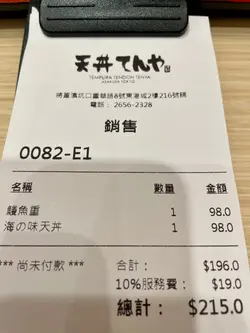 天丼てんや
TEMPURA TENDON TENYA
ASAKUSA TOKYO
將軍澳坑口重華路8號東港城2樓216號舖
電話： 2656-2328
銷售
0082-E1
名稱 數量 金額
鰻魚重 1 98.0
海の味天丼 1 98.0
*** 尚未付款 ***
合計： $196.0
10%服務費： $19.0
總計： $215.0